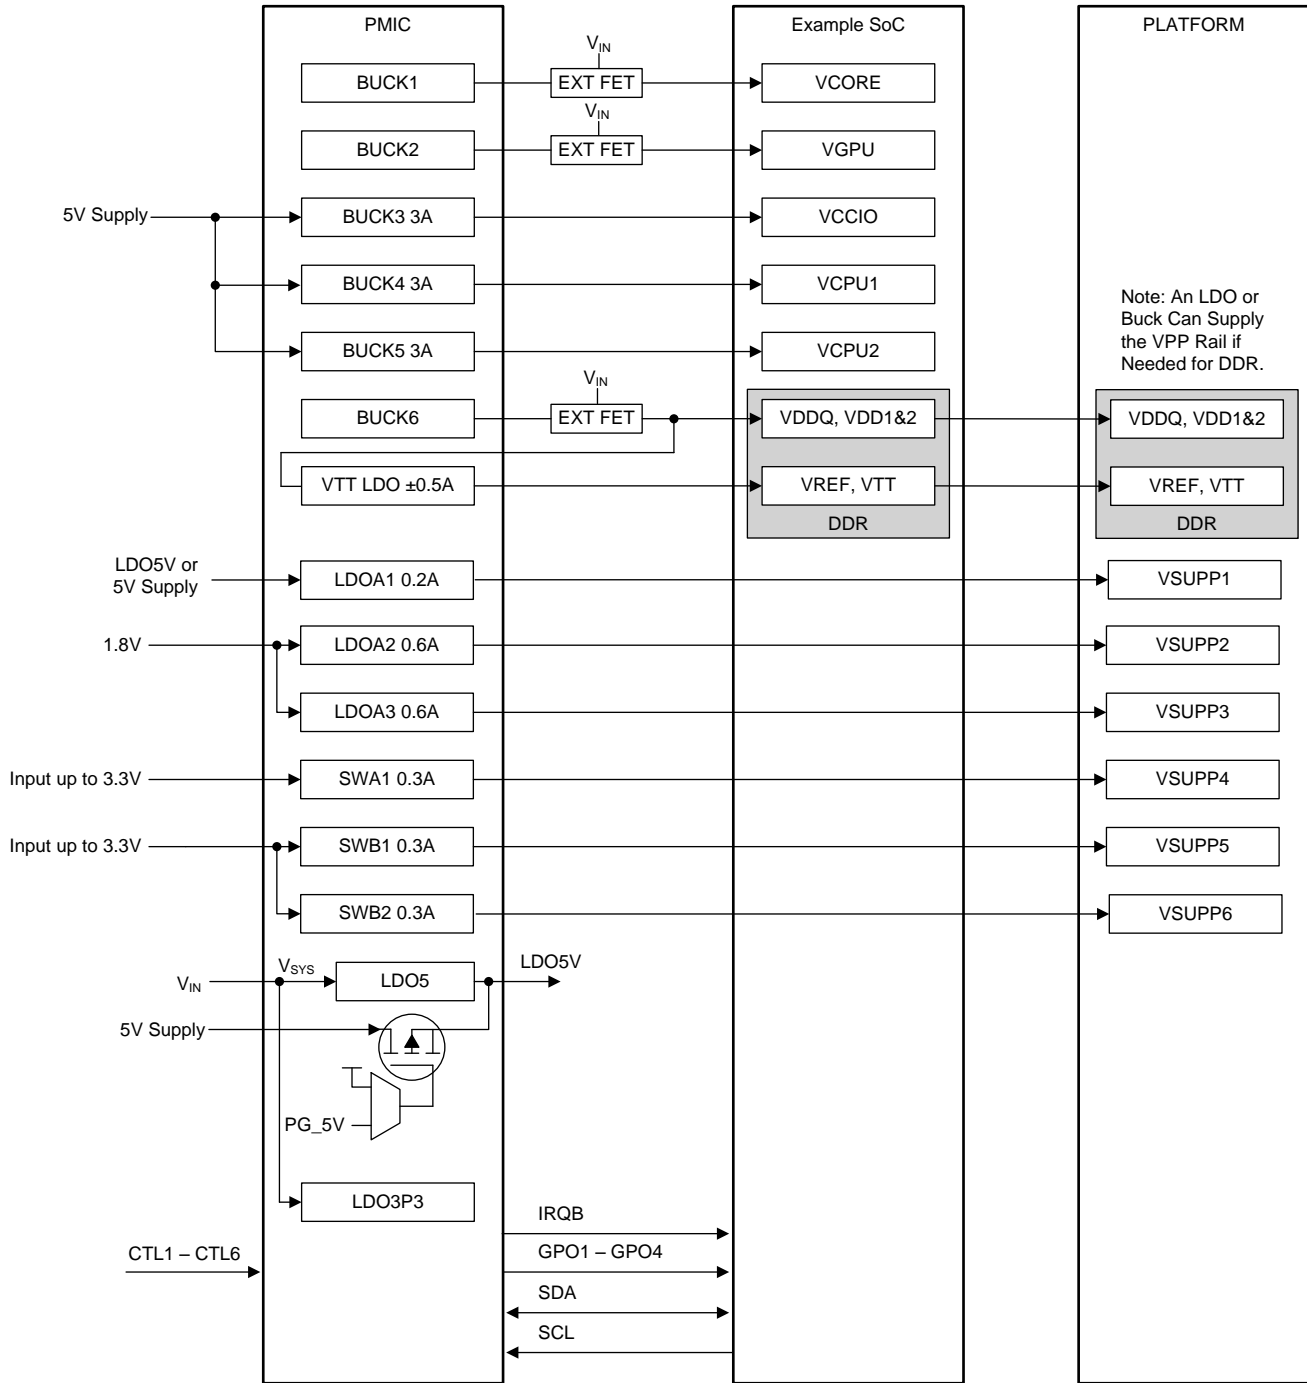 PMIC
Example SoC
PLATFORM
V_IN
BUCK1
EXT FET
VCORE
V_IN
BUCK2
EXT FET
VGPU
5V Supply
BUCK3 3A
VCCIO
BUCK4 3A
VCPU1
Note: An LDO or
Buck Can Supply
the VPP Rail if
Needed for DDR.
BUCK5 3A
VCPU2
V_IN
BUCK6
EXT FET
VDDQ, VDD1&2
VDDQ, VDD1&2
VTT LDO ±0.5A
VREF, VTT
VREF, VTT
DDR
DDR
LDO5V or
5V Supply
LDOA1 0.2A
VSUPP1
1.8V
LDOA2 0.6A
VSUPP2
LDOA3 0.6A
VSUPP3
Input up to 3.3V
SWA1 0.3A
VSUPP4
Input up to 3.3V
SWB1 0.3A
VSUPP5
SWB2 0.3A
VSUPP6
V_IN
V_SYS
LDO5
LDO5V
5V Supply
PG_5V
LDO3P3
IRQB
CTL1 – CTL6
GPO1 – GPO4
SDA
SCL